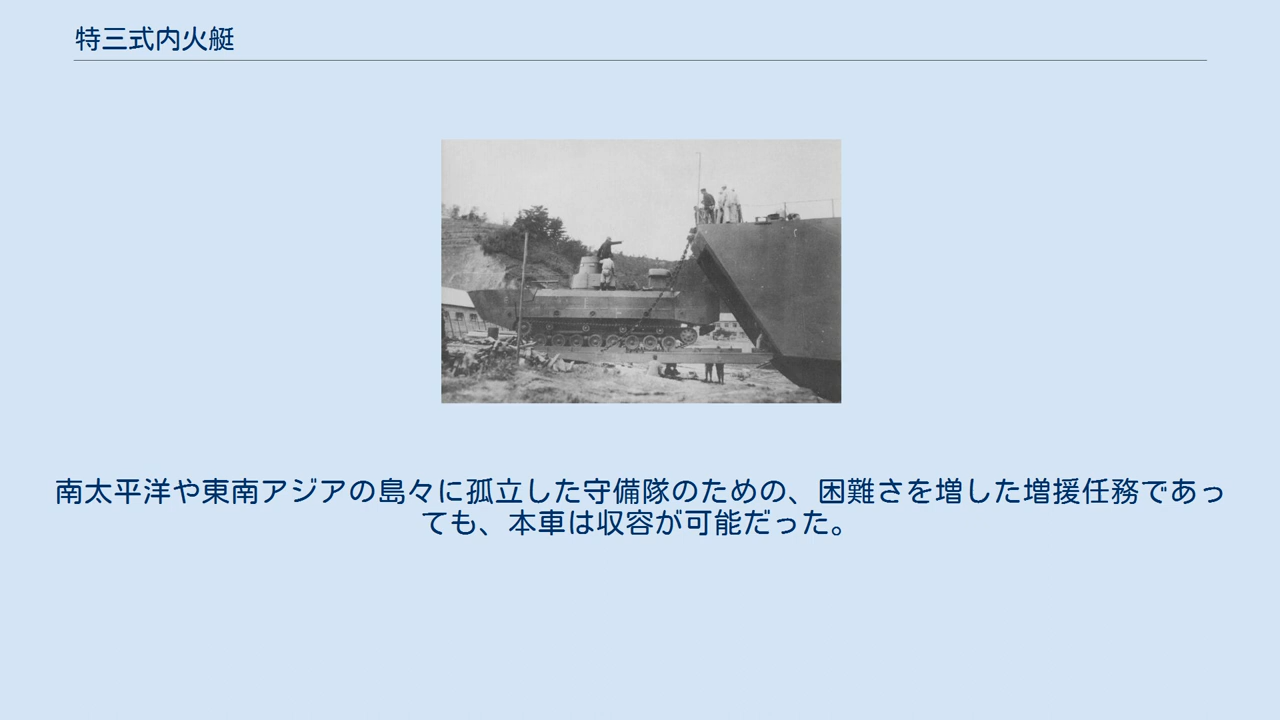 特三式内火艇
南太平洋や東南アジアの島々に孤立した守備隊のための、困難さを増した増援任務であっ
ても、本車は収容が可能だった。